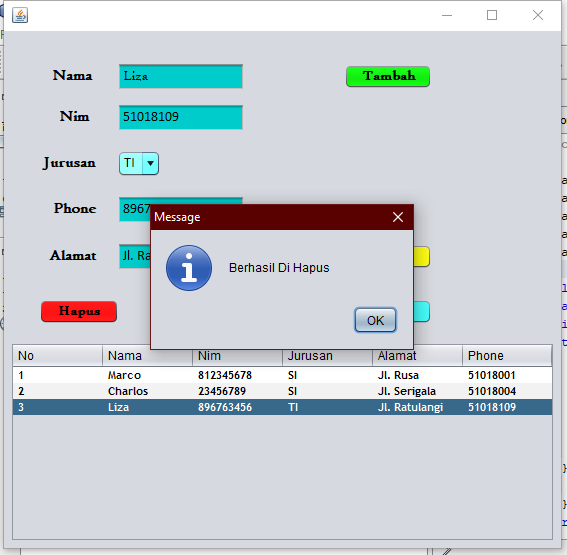 Nama
Liza
Tambah
Nim
51018109
Jurusan
TI
Phone
8967
Message
Alamat
Jl. Ra
Berhasil Di Hapus
Hapus
OK
No Nama Nim Jurusan Alamat Phone
1 Marco 812345678 SI Jl. Rusa 51018001
2 Charlos 23456789 SI Jl. Serigala 51018004
3 Liza 896763456 TI Jl. Ratulangi 51018109